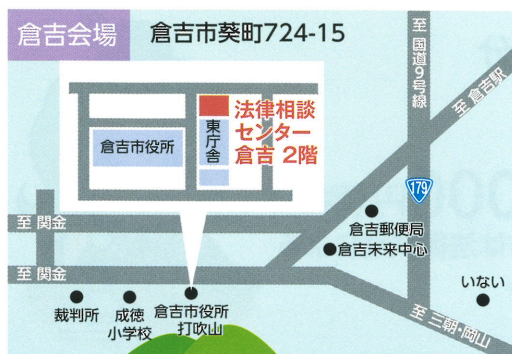 倉吉会場
倉吉市葵町724-15
至 国道9号線
至 倉吉駅
法律相談
センター
倉吉 2階
東庁舎
倉吉市役所
179
至 関金
倉吉郵便局
倉吉未来中心
至 関金
いない
裁判所
成徳
小学校
倉吉市役所
打吹山
至 三朝・岡山